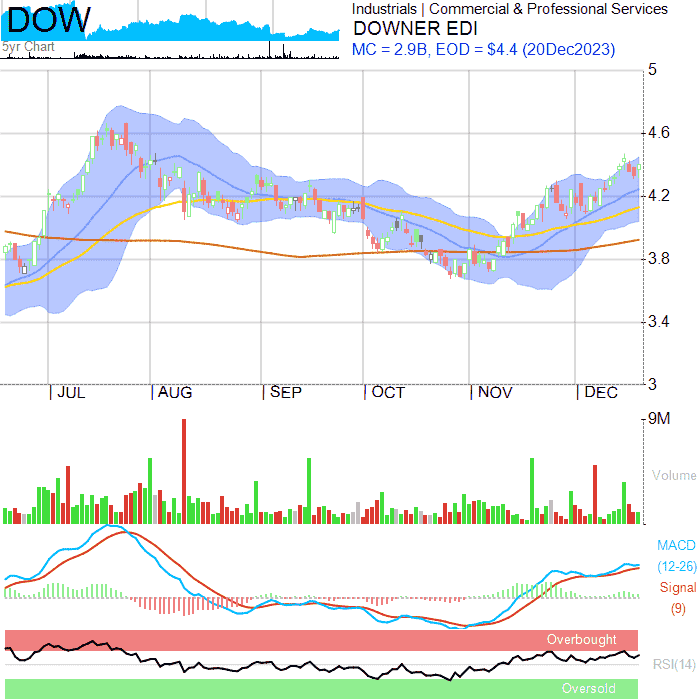 DOW
5yr Chart
Industrials | Commercial & Professional Services
DOWNER EDI
MC = 2.9B, EOD = $4.4 (20Dec2023)
5
4.6
4.2
3.8
3.4
3
| JUL | AUG | SEP | OCT | NOV | DEC
9M
Volume
MACD
(12-26)
Signal
(9)
Overbought
RSI(14)
Oversold